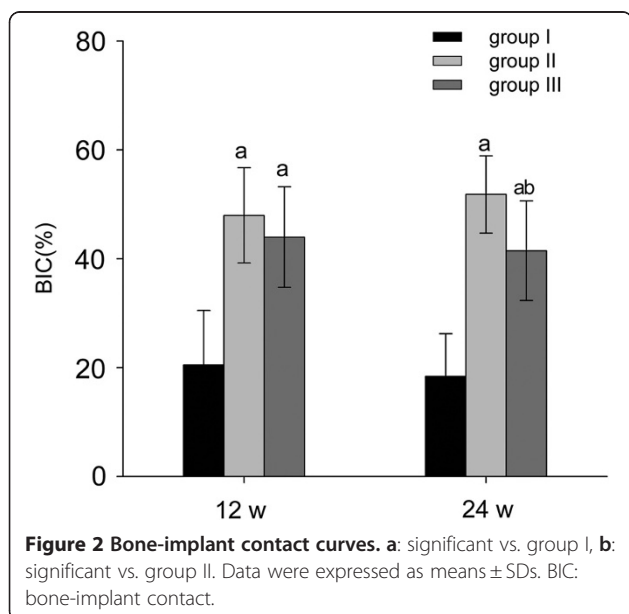 80
60
40
20
0
BIC(%)
group I
group II
group III
a
a
a
ab
12 w
24 w
Figure 2 Bone-implant contact curves. a: significant vs. group I, b:
significant vs. group II. Data were expressed as means ± SDs. BIC:
bone-implant contact.